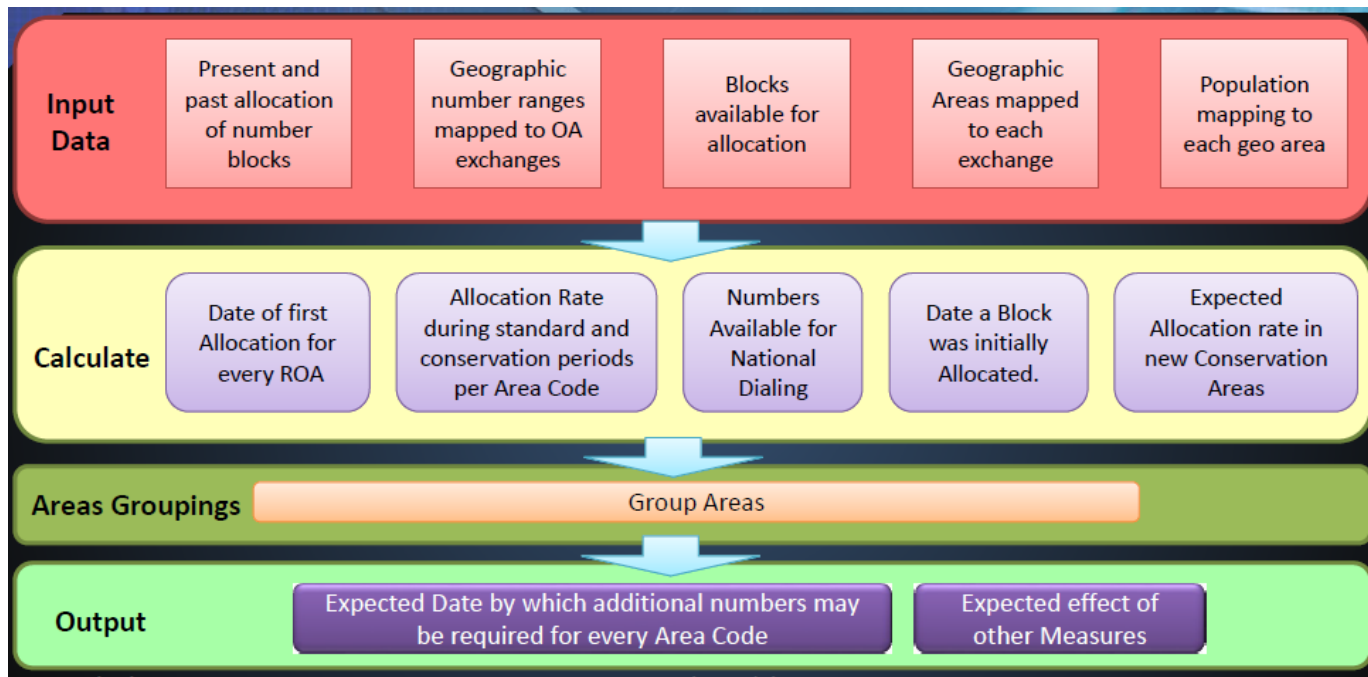 Input
Data
Present and
past allocation
of number
blocks
Geographic
number ranges
mapped to OA
exchanges
Blocks
available for
allocation
Geographic
Areas mapped
to each
exchange
Population
mapping to
each geo area
Calculate
Date of first
Allocation for
every ROA
Allocation Rate
during standard and
conservation periods
per Area Code
Numbers
Available for
National
Dialing
Date a Block
was initially
Allocated.
Expected
Allocation rate in
new Conservation
Areas
Areas Groupings
Group Areas
Output
Expected Date by which additional numbers may
be required for every Area Code
Expected effect of
other Measures